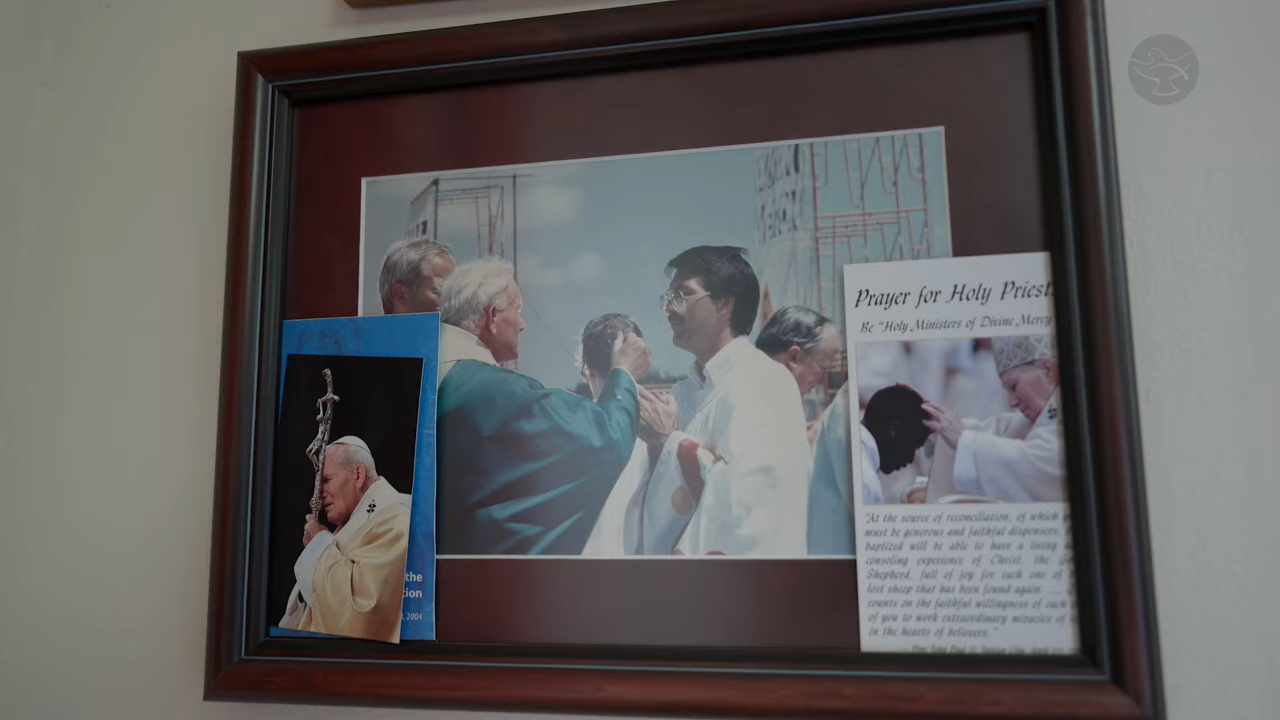 the
ion
, 2004
Prayer for Holy Priest
Be "Holy Ministers of Divine Mercy
"At the source of reconciliation, of which
must be generous and faithful dispensers,
baptized will be able to have a living
consoling experience of Christ, the
Shepherd, full of joy for each one of
lost sheep that has been found again . . .
counts on the faithful willingness of each
of you to work extraordinary miracles of
in the hearts of believers."